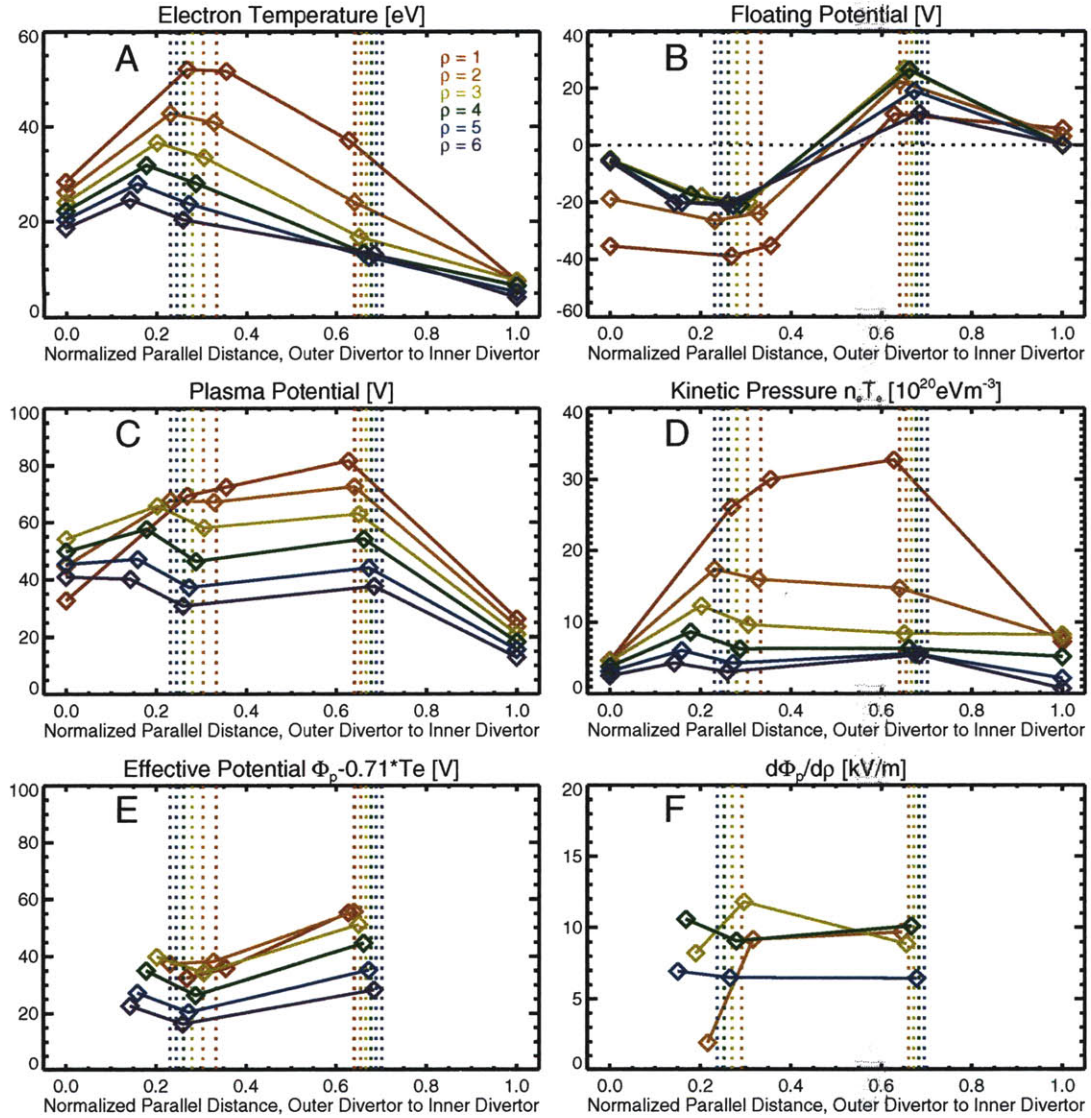 Electron Temperature [eV]
60
40
20
0
A
ρ = 1
ρ = 2
ρ = 3
ρ = 4
ρ = 5
ρ = 6
0.0 0.2 0.4 0.6 0.8 1.0
Normalized Parallel Distance, Outer Divertor to Inner Divertor
Floating Potential [V]
40
20
0
-20
-40
-60
B
0.0 0.2 0.4 0.6 0.8 1.0
Normalized Parallel Distance, Outer Divertor to Inner Divertor
Plasma Potential [V]
100
80
60
40
20
0
C
0.0 0.2 0.4 0.6 0.8 1.0
Normalized Parallel Distance, Outer Divertor to Inner Divertor
Kinetic Pressure nₑTₑ [10²⁰eVm⁻³]
40
30
20
10
0
D
0.0 0.2 0.4 0.6 0.8 1.0
Normalized Parallel Distance, Outer Divertor to Inner Divertor
Effective Potential Φₚ-0.71*Te [V]
100
80
60
40
20
0
E
0.0 0.2 0.4 0.6 0.8 1.0
Normalized Parallel Distance, Outer Divertor to Inner Divertor
dΦₚ/dρ [kV/m]
20
15
10
5
0
F
0.0 0.2 0.4 0.6 0.8 1.0
Normalized Parallel Distance, Outer Divertor to Inner Divertor